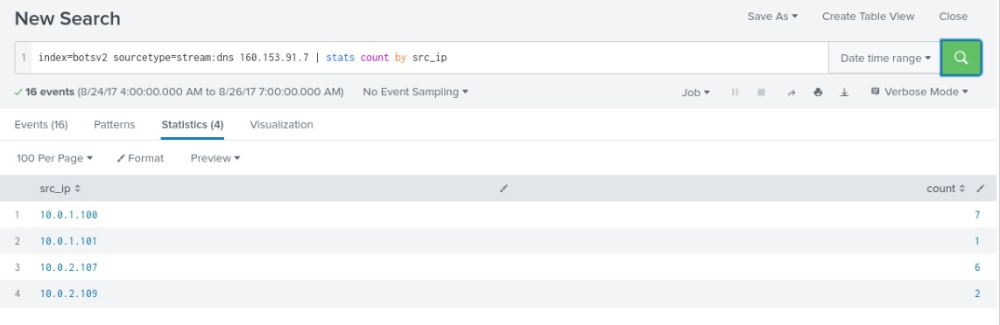 New Search
Save As Create Table View Close
1 index=botsv2 sourcetype=stream:dns 160.153.91.7 | stats count by src_ip Date time range
16 events (8/24/17 4:00:00.000 AM to 8/26/17 7:00:00.000 AM) No Event Sampling Job Verbose Mode
Events (16) Patterns Statistics (4) Visualization
100 Per Page Format Preview
src_ip count
1 10.0.1.100 7
2 10.0.1.101 1
3 10.0.2.107 6
4 10.0.2.109 2